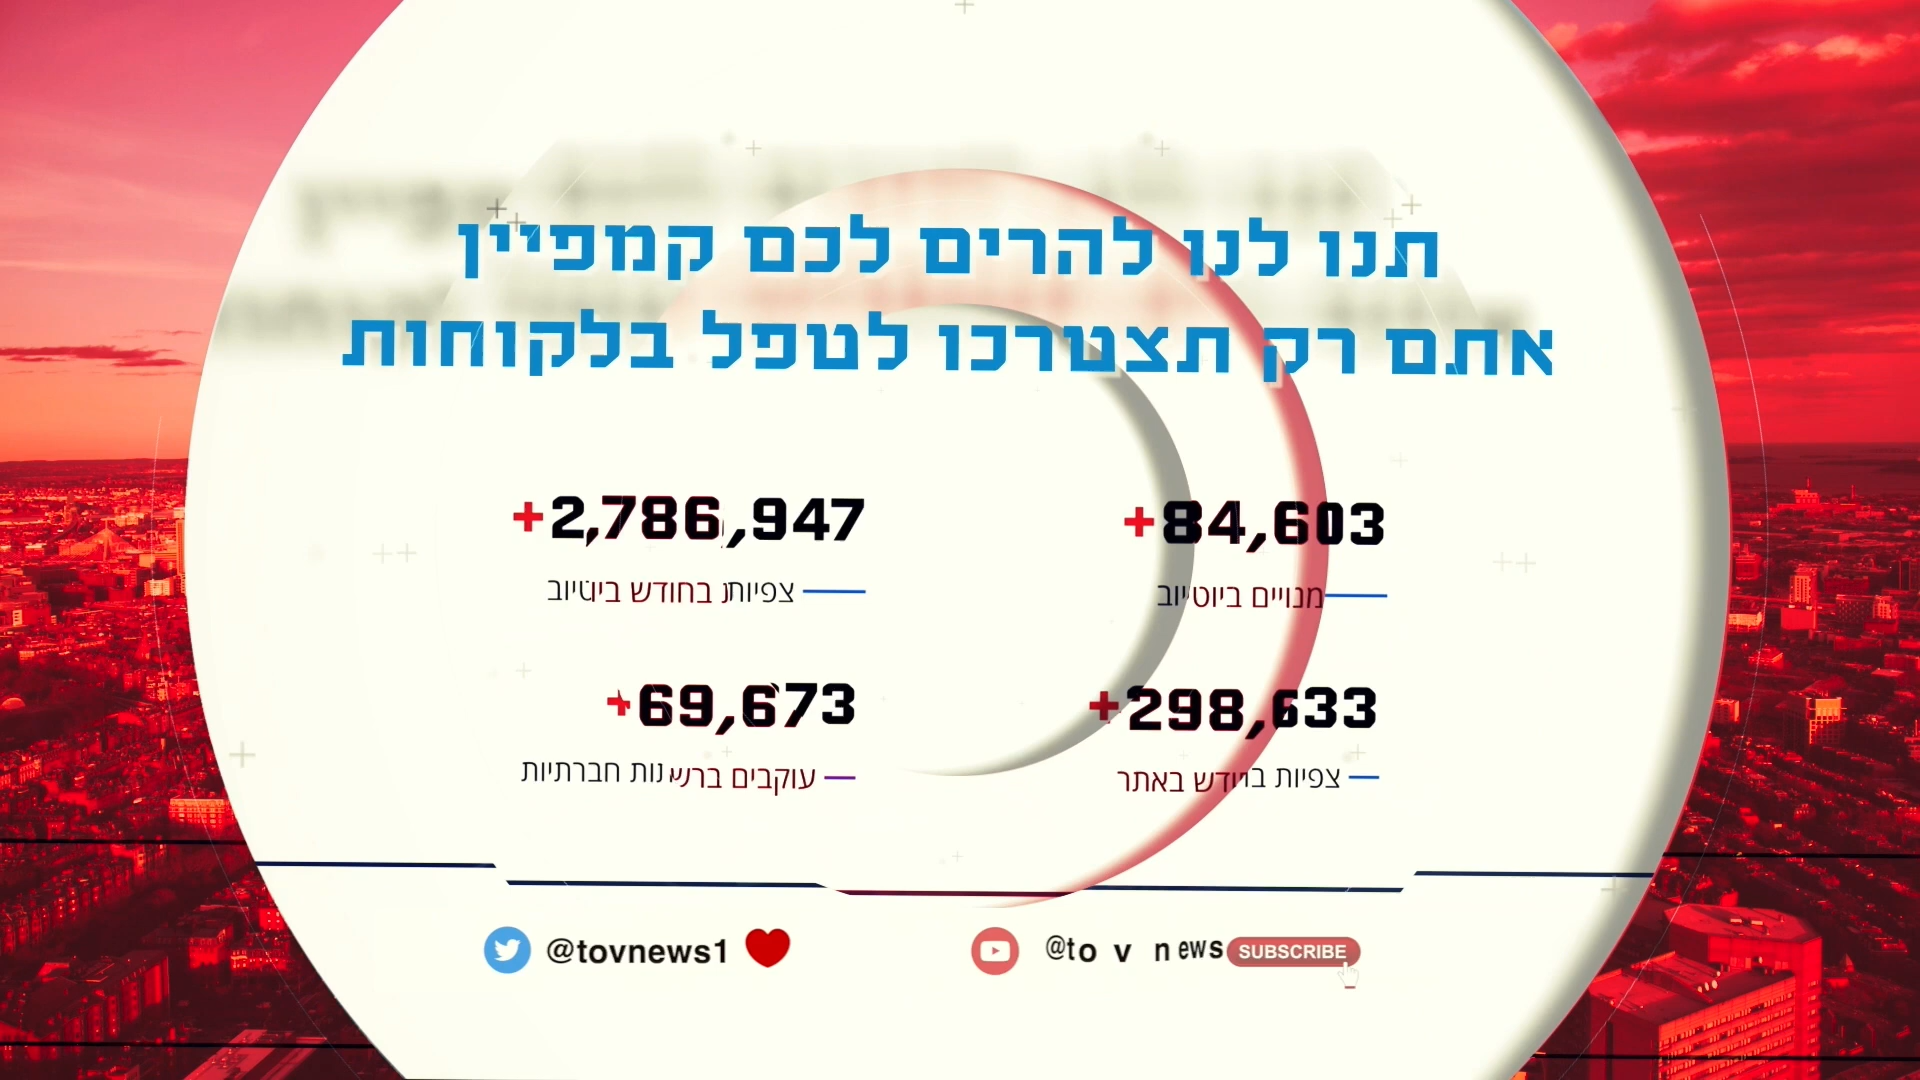 תנו לנו להרים לכם קמפיין
אתם רק תצטרכו לטפל בלקוחות
+84,603
מנויים ביוטיוב
+2,786,947
צפיות בחודש ביוטיוב
+298,633
צפיות בחודש באתר
+69,673
עוקבים ברשתות חברתיות
@tovnews1
@tovnews SUBSCRIBE